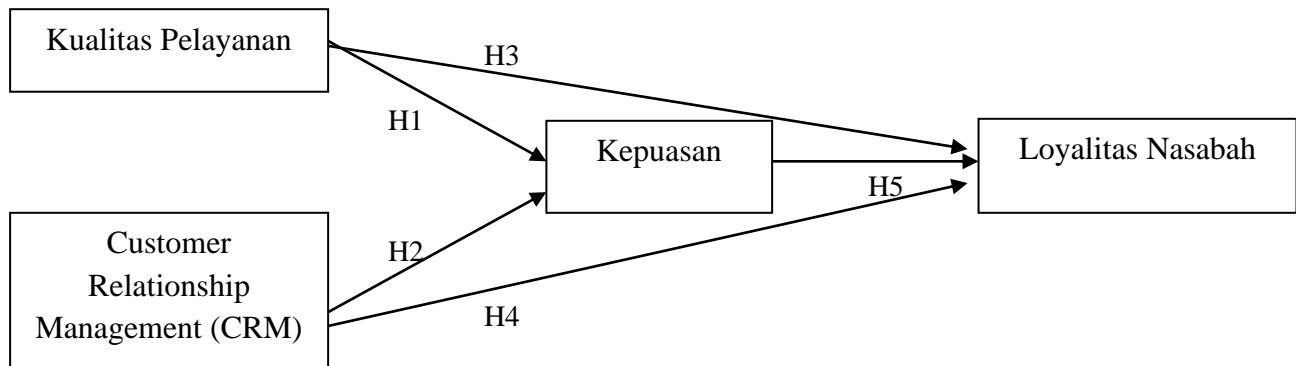 Kualitas Pelayanan
H3
H1
Kepuasan
Loyalitas Nasabah
H5
Customer
Relationship
Management (CRM)
H2
H4